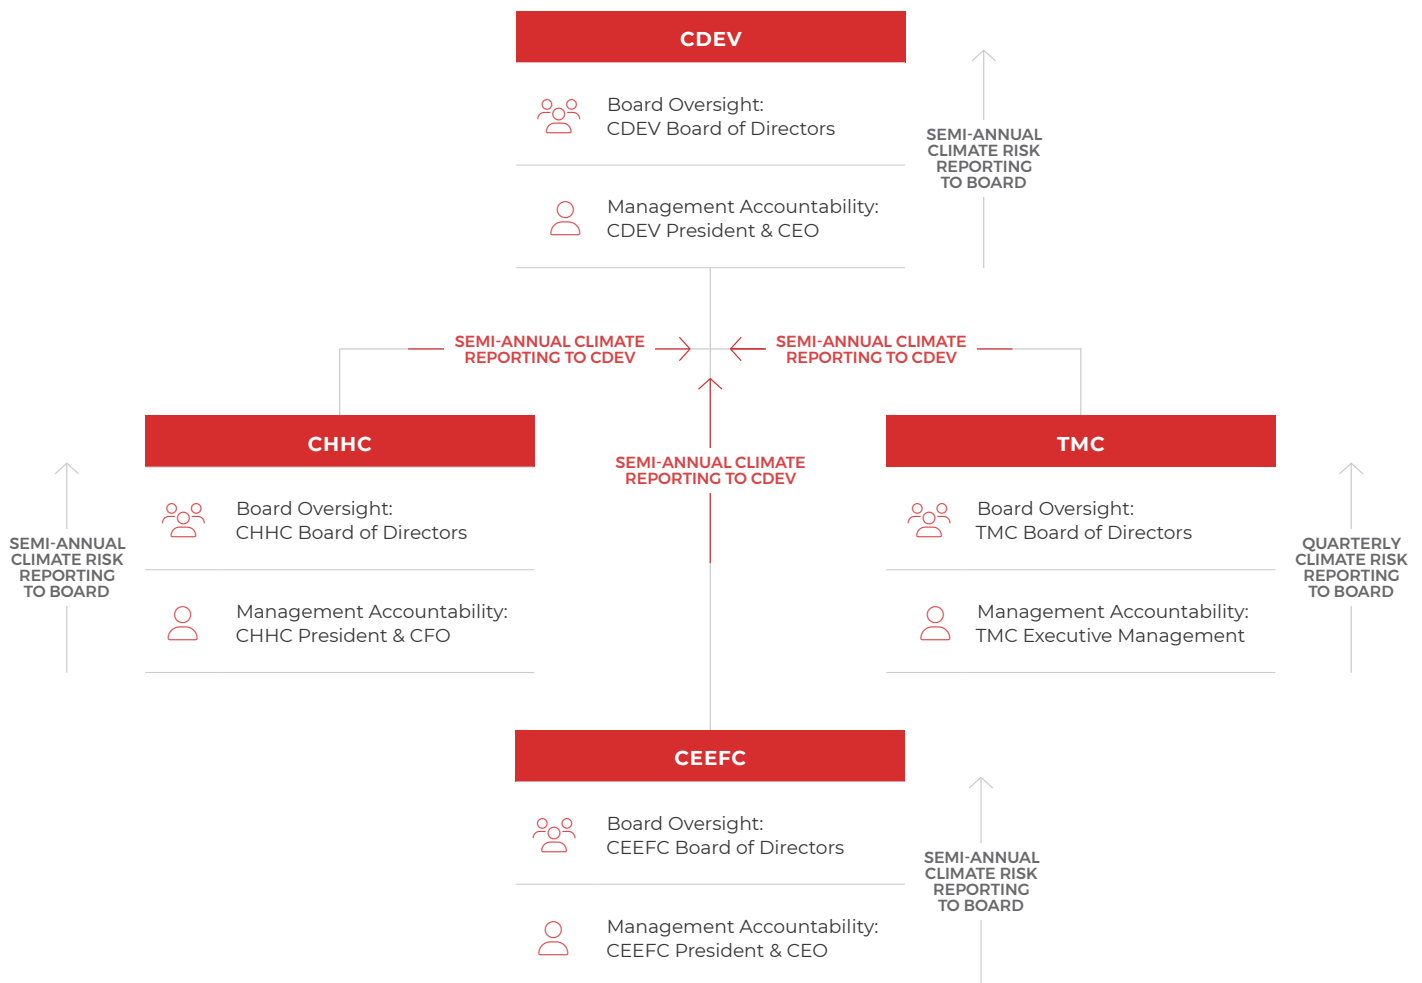 CDEV
Board Oversight:
CDEV Board of Directors
Management Accountability:
CDEV President & CEO
SEMI-ANNUAL
CLIMATE RISK
REPORTING
TO BOARD
SEMI-ANNUAL CLIMATE
REPORTING TO CDEV
SEMI-ANNUAL CLIMATE
REPORTING TO CDEV
SEMI-ANNUAL CLIMATE
REPORTING TO CDEV
CHHC
Board Oversight:
CHHC Board of Directors
Management Accountability:
CHHC President & CFO
SEMI-ANNUAL
CLIMATE RISK
REPORTING
TO BOARD
TMC
Board Oversight:
TMC Board of Directors
Management Accountability:
TMC Executive Management
QUARTERLY
CLIMATE RISK
REPORTING
TO BOARD
CEEFC
Board Oversight:
CEEFC Board of Directors
Management Accountability:
CEEFC President & CEO
SEMI-ANNUAL
CLIMATE RISK
REPORTING
TO BOARD